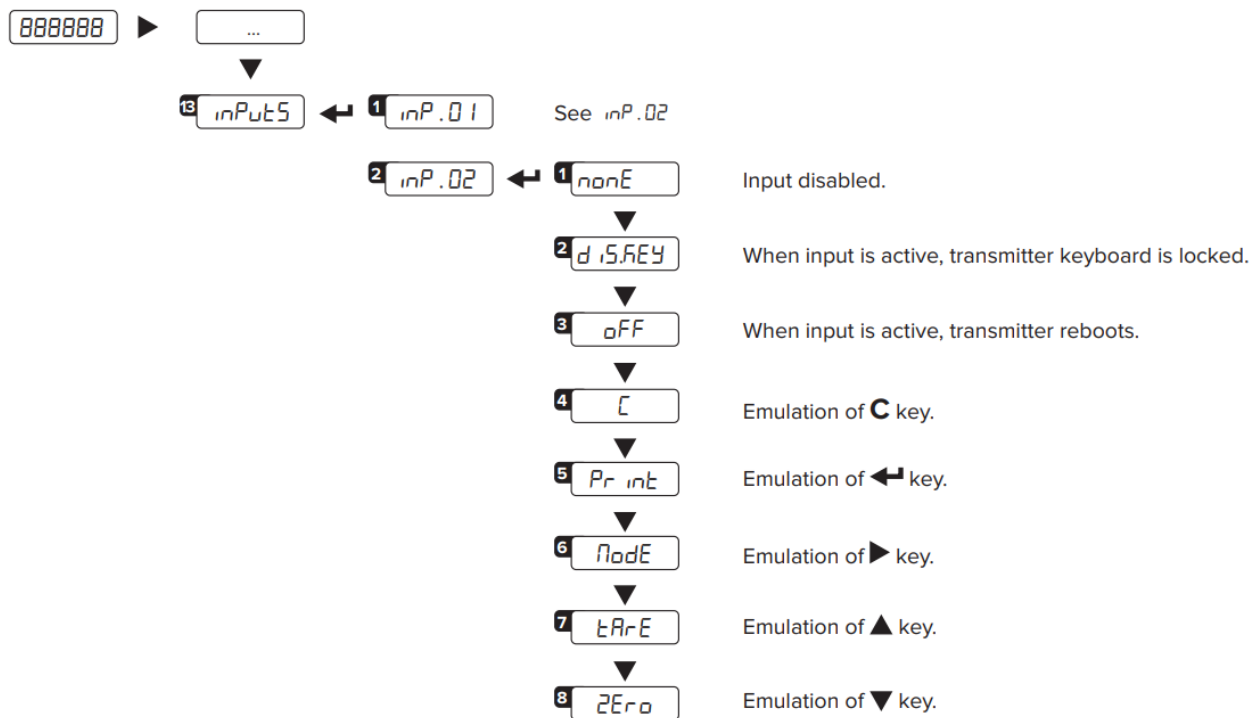 888888 ...
13 inPutS 1 inP.01 See inP.02
2 inP.02 1 nonE Input disabled.
2 diS.KEY When input is active, transmitter keyboard is locked.
3 oFF When input is active, transmitter reboots.
4 C Emulation of C key.
5 Print Emulation of key.
6 ModE Emulation of key.
7 tArE Emulation of key.
8 ZEro Emulation of key.